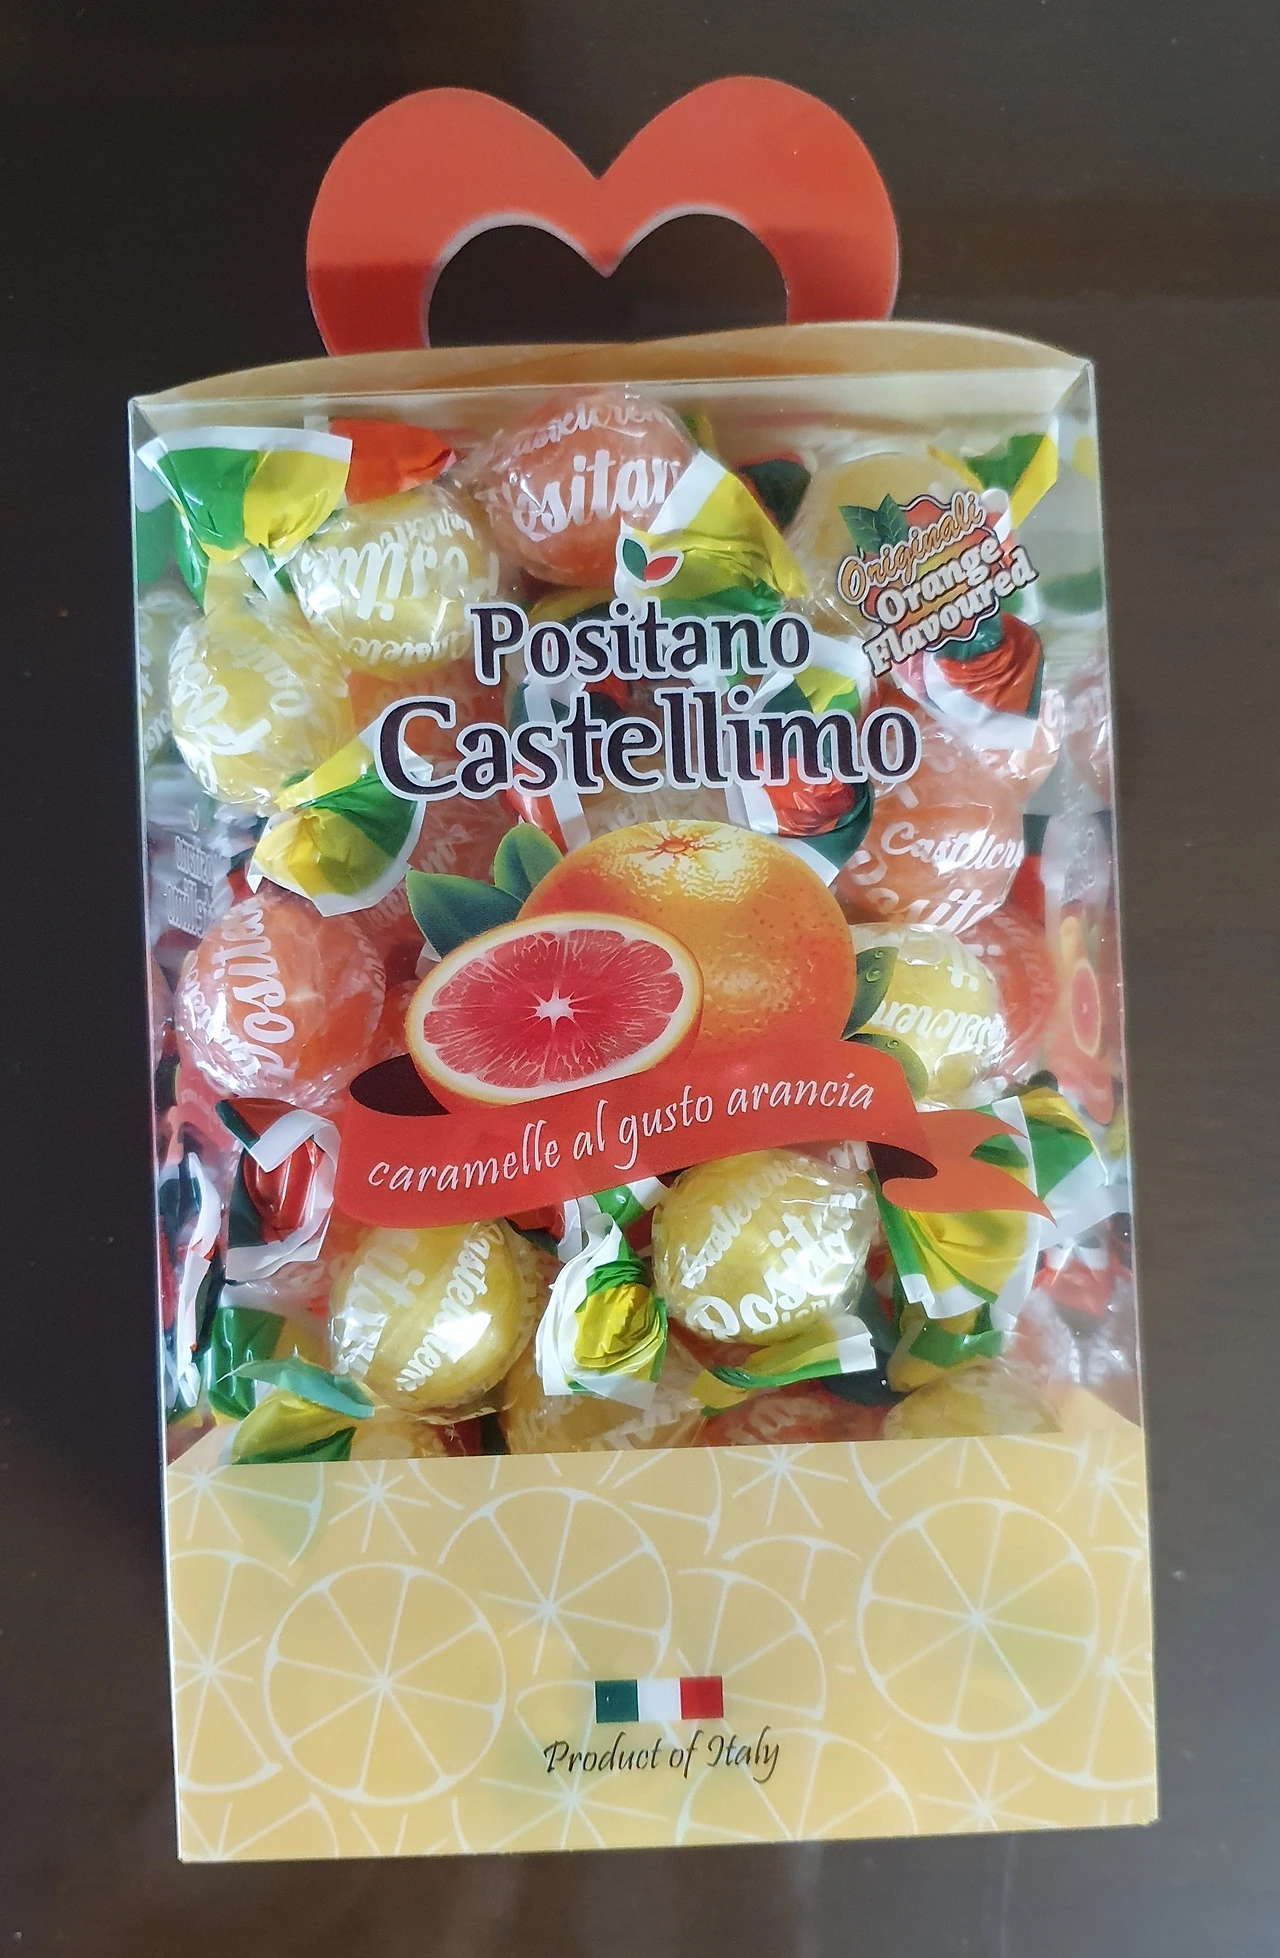 Originali
Orange
Flavoured
Positano
Castellimo
caramelle al gusto arancia
Product of Italy